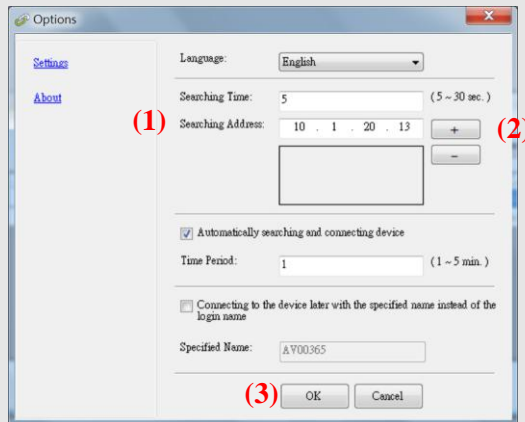 Options
Settings
About
Language: English
Searching Time: 5 (5 ~ 30 sec.)
(1) Searching Address: 10 . 1 . 20 . 13 + (2)
−
Automatically searching and connecting device
Time Period: 1 (1 ~ 5 min.)
Connecting to the device later with the specified name instead of the
login name
Specified Name: AV00365
(3) OK Cancel